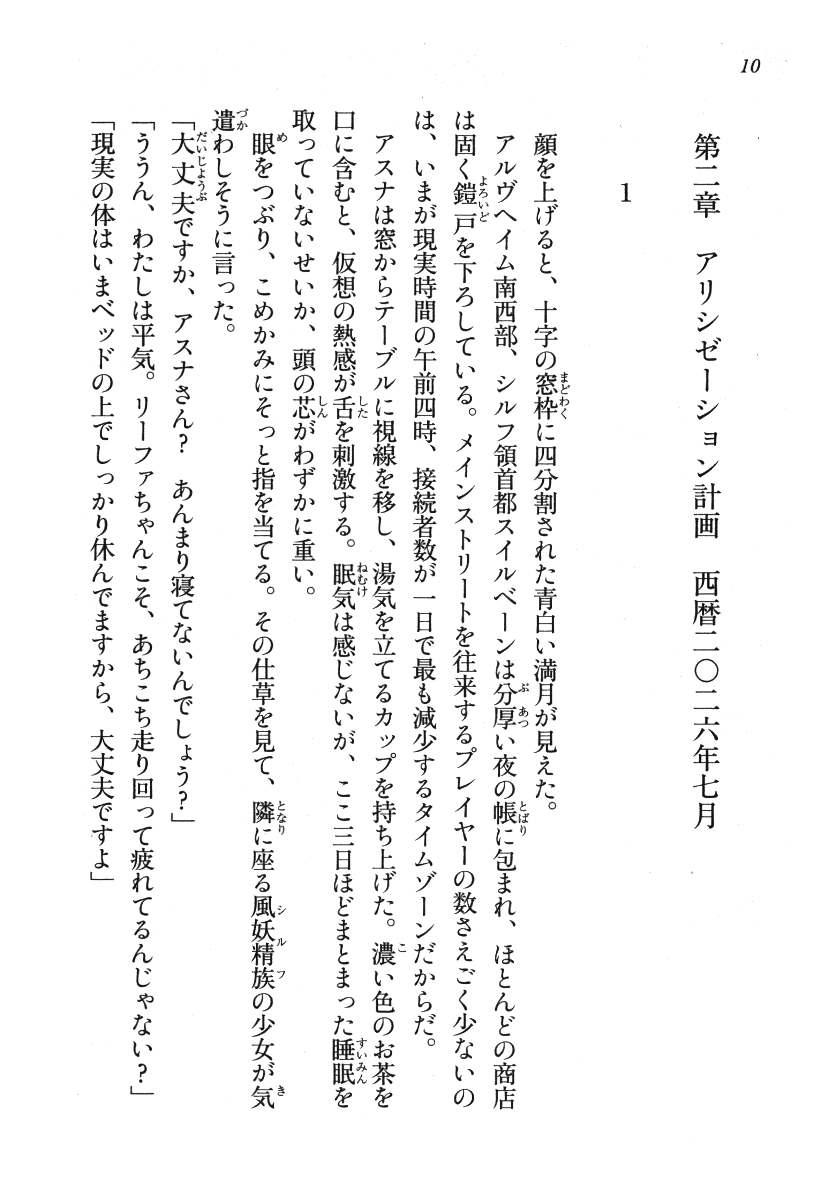 10
第二章　アリシゼーション計画　西暦二〇二六年七月
1
　顔を上げると、十字の窓枠に四分割された青白い満月が見えた。
　アルヴヘイム南西部、シルフ領首都スイルベーンは分厚い夜の帳に包まれ、ほとんどの商店
は固く鎧戸を下ろしている。メインストリートを往来するプレイヤーの数さえごく少ないの
は、いまが現実時間の午前四時、接続者数が一日で最も減少するタイムゾーンだからだ。
　アスナは窓からテーブルに視線を移し、湯気を立てるカップを持ち上げた。濃い色のお茶を
口に含むと、仮想の熱感が舌を刺激する。眠気は感じないが、ここ三日ほどまとまった睡眠を
取っていないせいか、頭の芯がわずかに重い。
　眼をつぶり、こめかみにそっと指を当てる。その仕草を見て、隣に座る風妖精族の少女が気
遣わしそうに言った。
「大丈夫ですか、アスナさん？　あんまり寝てないんでしょう？」
「ううん、わたしは平気。リーファちゃんこそ、あちこち走り回って疲れてるんじゃない？」
「現実の体はいまベッドの上でしっかり休んでますから、大丈夫ですよ」